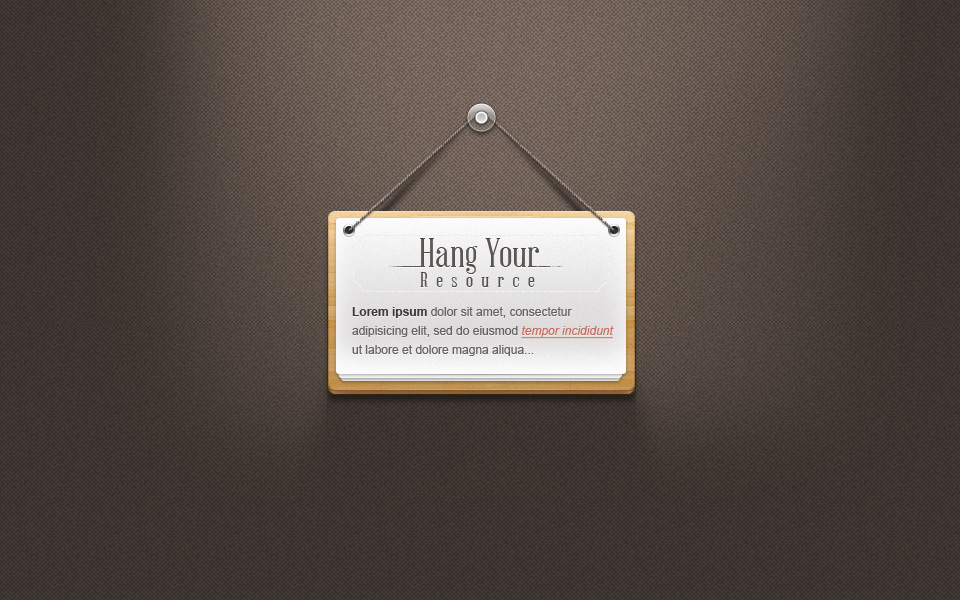 Hang Your
Resource
Lorem ipsum dolor sit amet, consectetur
adipisicing elit, sed do eiusmod tempor incididunt
ut labore et dolore magna aliqua...